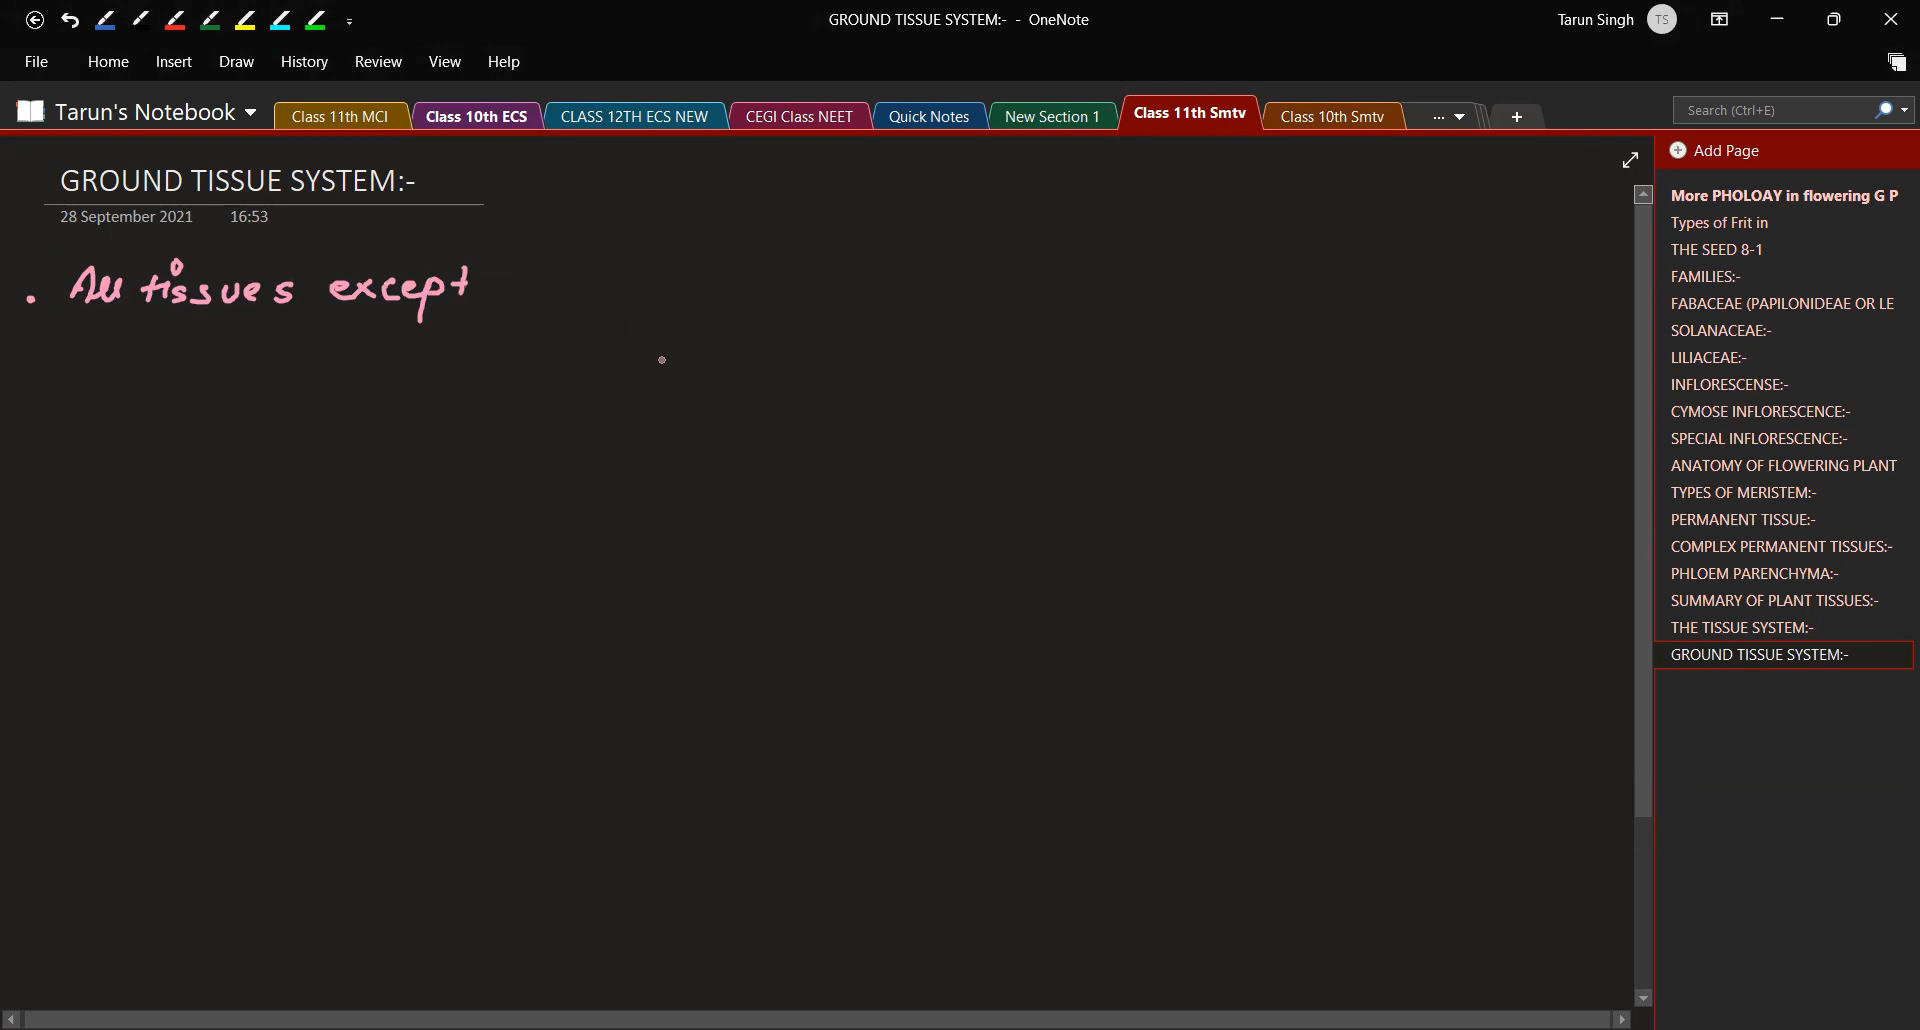 GROUND TISSUE SYSTEM:- - OneNote
Tarun Singh TS
File Home Insert Draw History Review View Help
Tarun's Notebook Class 11th MCI Class 10th ECS CLASS 12TH ECS NEW CEGI Class NEET Quick Notes New Section 1 Class 11th Smtv Class 10th Smtv ... + Search (Ctrl+E)
Add Page
GROUND TISSUE SYSTEM:-
28 September 2021 16:53
. All tissues except
More PHOLOAY in flowering G P
Types of Frit in
THE SEED 8-1
FAMILIES:-
FABACEAE (PAPILONIDEAE OR LE
SOLANACEAE:-
LILIACEAE:-
INFLORESCENSE:-
CYMOSE INFLORESCENCE:-
SPECIAL INFLORESCENCE:-
ANATOMY OF FLOWERING PLANT
TYPES OF MERISTEM:-
PERMANENT TISSUE:-
COMPLEX PERMANENT TISSUES:-
PHLOEM PARENCHYMA:-
SUMMARY OF PLANT TISSUES:-
THE TISSUE SYSTEM:-
GROUND TISSUE SYSTEM:-